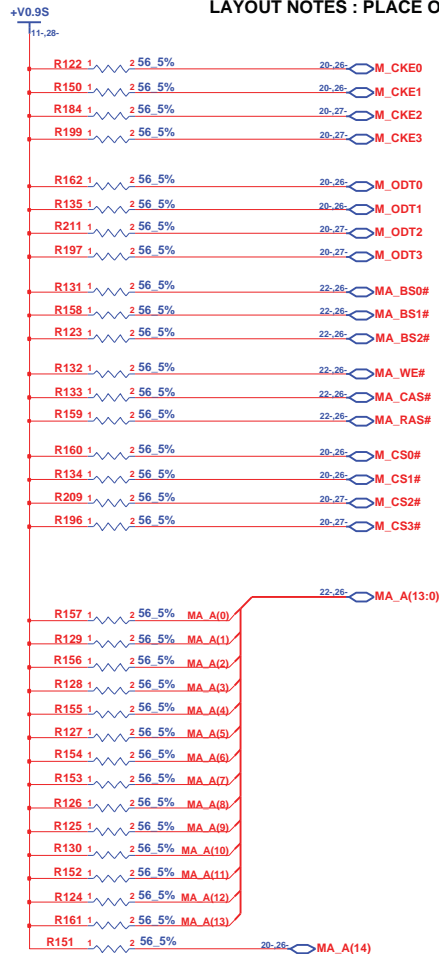 LAYOUT NOTES : PLACE O
+V0.9S
11-,28-
R122 1 2 56_5% 20-,26- M_CKE0
R150 1 2 56_5% 20-,26- M_CKE1
R184 1 2 56_5% 20-,27- M_CKE2
R199 1 2 56_5% 20-,27- M_CKE3
R162 1 2 56_5% 20-,26- M_ODT0
R135 1 2 56_5% 20-,26- M_ODT1
R211 1 2 56_5% 20-,27- M_ODT2
R197 1 2 56_5% 20-,27- M_ODT3
R131 1 2 56_5% 22-,26- MA_BS0#
R158 1 2 56_5% 22-,26- MA_BS1#
R123 1 2 56_5% 22-,26- MA_BS2#
R132 1 2 56_5% 22-,26- MA_WE#
R133 1 2 56_5% 22-,26- MA_CAS#
R159 1 2 56_5% 22-,26- MA_RAS#
R160 1 2 56_5% 20-,26- M_CS0#
R134 1 2 56_5% 20-,26- M_CS1#
R209 1 2 56_5% 20-,27- M_CS2#
R196 1 2 56_5% 20-,27- M_CS3#
22-,26- MA_A(13:0)
R157 1 2 56_5% MA_A(0)
R129 1 2 56_5% MA_A(1)
R156 1 2 56_5% MA_A(2)
R128 1 2 56_5% MA_A(3)
R155 1 2 56_5% MA_A(4)
R127 1 2 56_5% MA_A(5)
R154 1 2 56_5% MA_A(6)
R153 1 2 56_5% MA_A(7)
R126 1 2 56_5% MA_A(8)
R125 1 2 56_5% MA_A(9)
R130 1 2 56_5% MA_A(10)
R152 1 2 56_5% MA_A(11)
R124 1 2 56_5% MA_A(12)
R161 1 2 56_5% MA_A(13)
R151 1 2 56_5% 20-,26- MA_A(14)